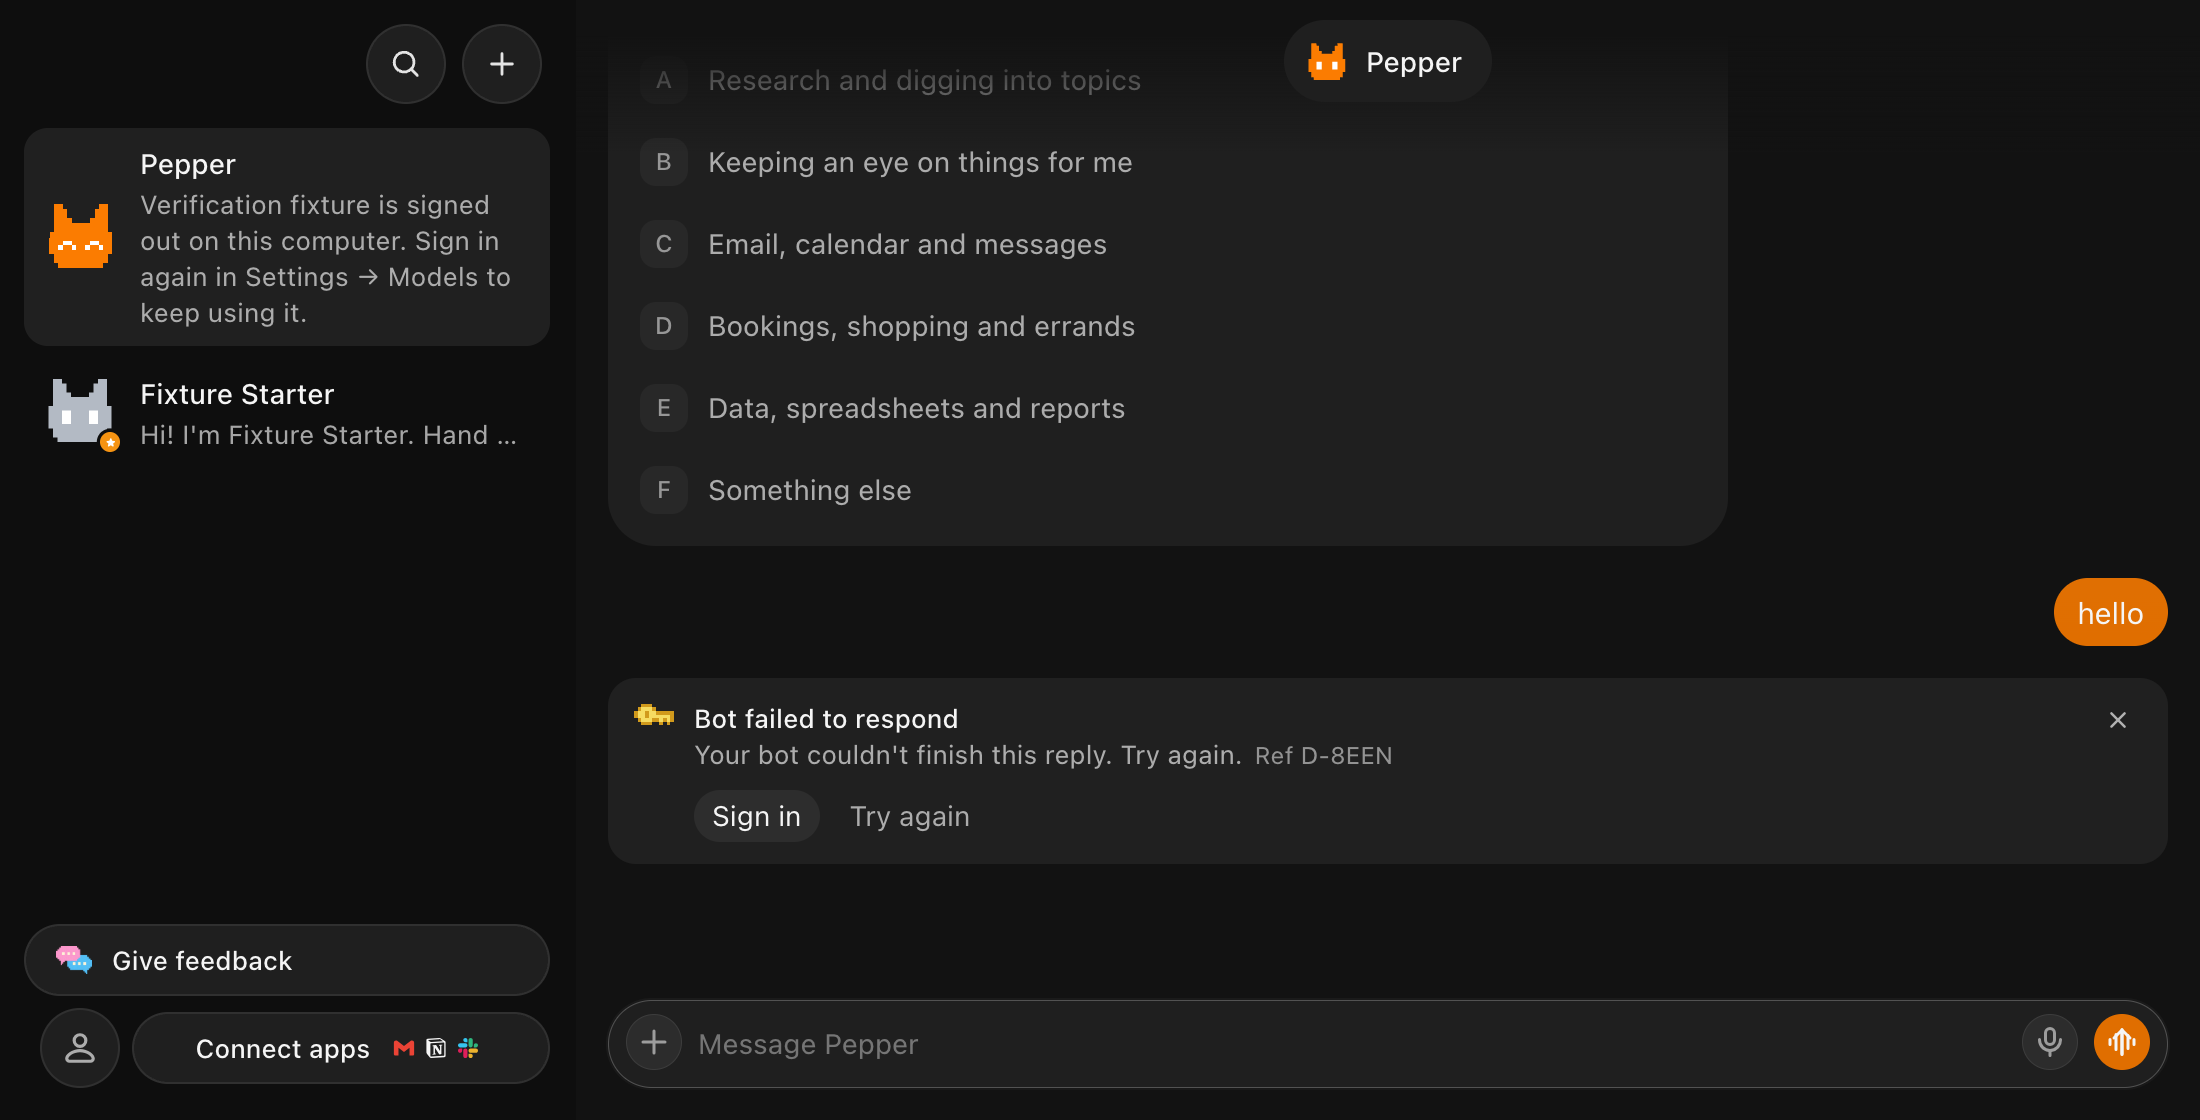 Pepper
Verification fixture is signed
out on this computer. Sign in
again in Settings → Models to
keep using it.
Fixture Starter
Hi! I'm Fixture Starter. Hand ...
Give feedback
Connect apps
Pepper
A Research and digging into topics
B Keeping an eye on things for me
C Email, calendar and messages
D Bookings, shopping and errands
E Data, spreadsheets and reports
F Something else
hello
Bot failed to respond
Your bot couldn't finish this reply. Try again. Ref D-8EEN
Sign in Try again
Message Pepper